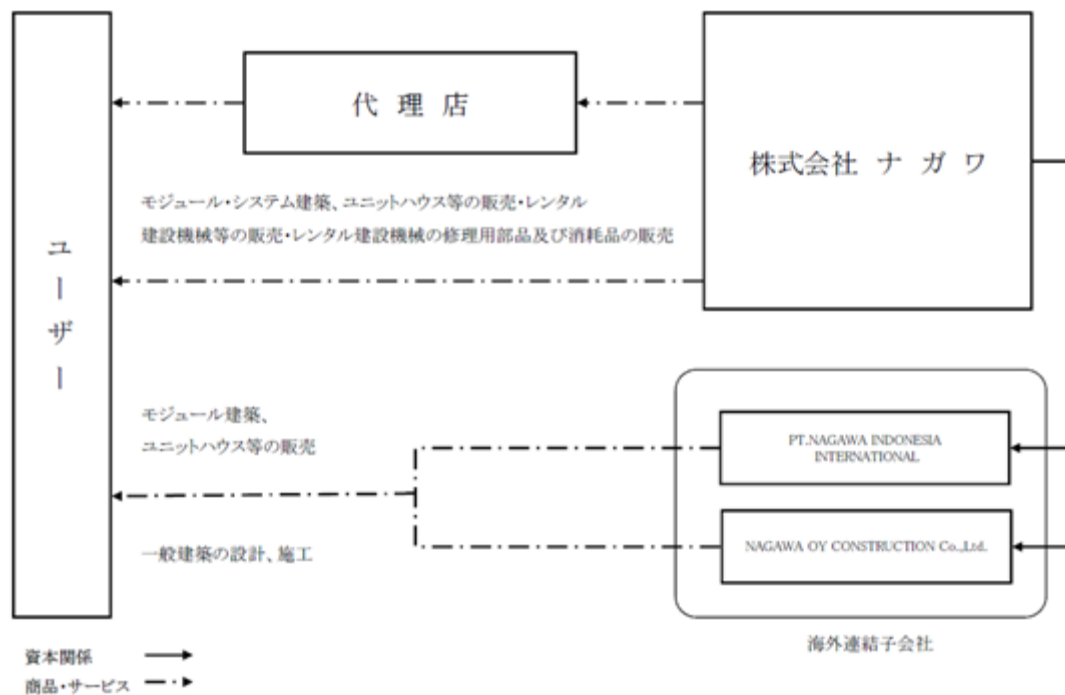 代 理 店
株式会社 ナ ガ ワ
モジュール・システム建築、ユニットハウス等の販売・レンタル
建設機械等の販売・レンタル建設機械の修理用部品及び消耗品の販売
ユーザー
モジュール建築、
ユニットハウス等の販売
PT.NAGAWA INDONESIA
INTERNATIONAL
一般建築の設計、施工
NAGAWA OY CONSTRUCTION Co.,Ltd.
海外連結子会社
資本関係
商品・サービス